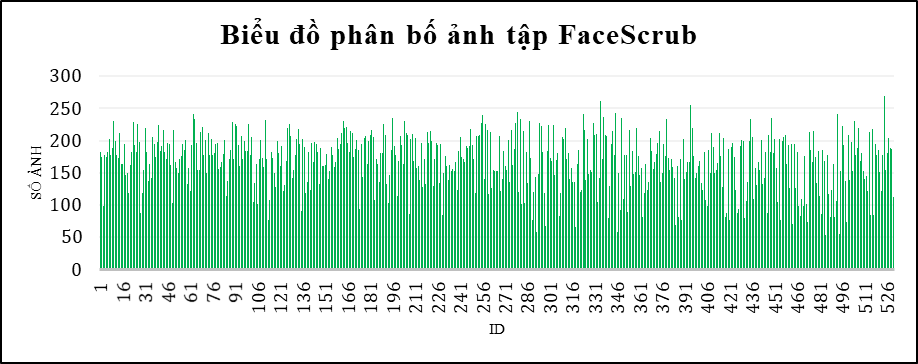 Biểu đồ phân bố ảnh tập FaceScrub
300
250
200
150
100
50
0
SỐ ẢNH
1 16 31 46 61 76 91 106 121 136 151 166 181 196 211 226 241 256 271 286 301 316 331 346 361 376 391 406 421 436 451 466 481 496 511 526
ID